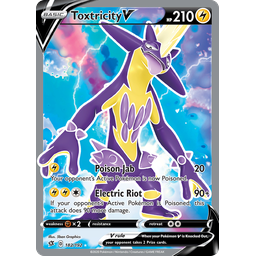 BASIC Toxtricity V HP 210
Poison Jab 20
Your opponent's Active Pokémon is now Poisoned.
Electric Riot 90+
If your opponent's Active Pokémon is Poisoned, this
attack does more damage.
weakness ×2 resistance retreat
V rule
When your Pokémon V is Knocked Out,
your opponent takes 2 Prize cards.